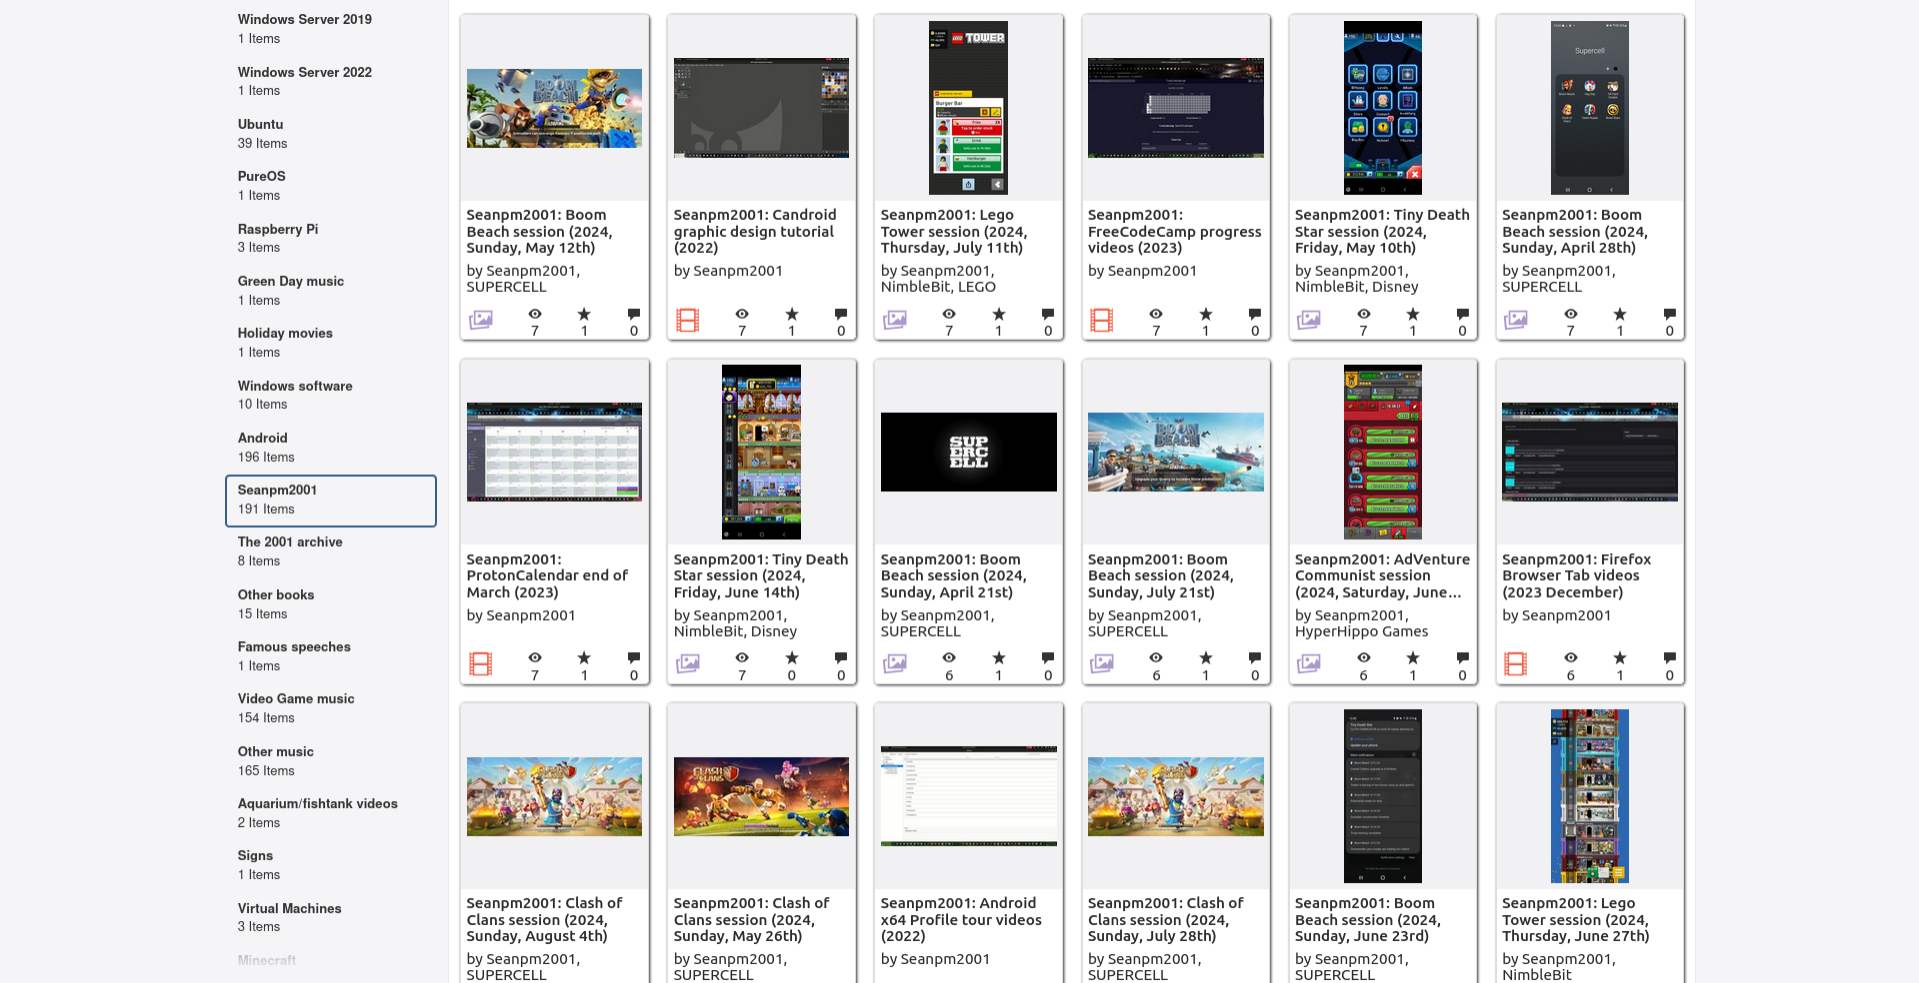 Windows Server 2019
1 Items
Windows Server 2022
1 Items
Ubuntu
39 Items
PureOS
1 Items
Raspberry Pi
3 Items
Green Day music
1 Items
Holiday movies
1 Items
Windows software
10 Items
Android
196 Items
Seanpm2001
191 Items
The 2001 archive
8 Items
Other books
15 Items
Famous speeches
1 Items
Video Game music
154 Items
Other music
165 Items
Aquarium/fishtank videos
2 Items
Signs
1 Items
Virtual Machines
3 Items
Minecraft
BOOM
BEACH
Seanpm2001: Boom
Beach session (2024,
Sunday, May 12th)
by Seanpm2001,
SUPERCELL
7 1 0
Seanpm2001: Candroid
graphic design tutorial
(2022)
by Seanpm2001
7 1 0
LEGO TOWER
Burger Bar
Seanpm2001: Lego
Tower session (2024,
Thursday, July 11th)
by Seanpm2001,
NimbleBit, LEGO
7 1 0
Seanpm2001:
FreeCodeCamp progress
videos (2023)
by Seanpm2001
7 1 0
Seanpm2001: Tiny Death
Star session (2024,
Friday, May 10th)
by Seanpm2001,
NimbleBit, Disney
7 1 0
Supercell
Seanpm2001: Boom
Beach session (2024,
Sunday, April 28th)
by Seanpm2001,
SUPERCELL
7 1 0
Seanpm2001:
ProtonCalendar end of
March (2023)
by Seanpm2001
7 1 0
Seanpm2001: Tiny Death
Star session (2024,
Friday, June 14th)
by Seanpm2001,
NimbleBit, Disney
7 0 0
SUP
ERC
ELL
Seanpm2001: Boom
Beach session (2024,
Sunday, April 21st)
by Seanpm2001,
SUPERCELL
6 1 0
BOOM
BEACH
Seanpm2001: Boom
Beach session (2024,
Sunday, July 21st)
by Seanpm2001,
SUPERCELL
6 1 0
Seanpm2001: AdVenture
Communist session
(2024, Saturday, June...
by Seanpm2001,
HyperHippo Games
6 1 0
Seanpm2001: Firefox
Browser Tab videos
(2023 December)
by Seanpm2001
6 1 0
Seanpm2001: Clash of
Clans session (2024,
Sunday, August 4th)
by Seanpm2001,
SUPERCELL
CLASH
CLANS
Seanpm2001: Clash of
Clans session (2024,
Sunday, May 26th)
by Seanpm2001,
SUPERCELL
Seanpm2001: Android
x64 Profile tour videos
(2022)
by Seanpm2001
Seanpm2001: Clash of
Clans session (2024,
Sunday, July 28th)
by Seanpm2001,
SUPERCELL
Seanpm2001: Boom
Beach session (2024,
Sunday, June 23rd)
by Seanpm2001,
SUPERCELL
Seanpm2001: Lego
Tower session (2024,
Thursday, June 27th)
by Seanpm2001,
NimbleBit